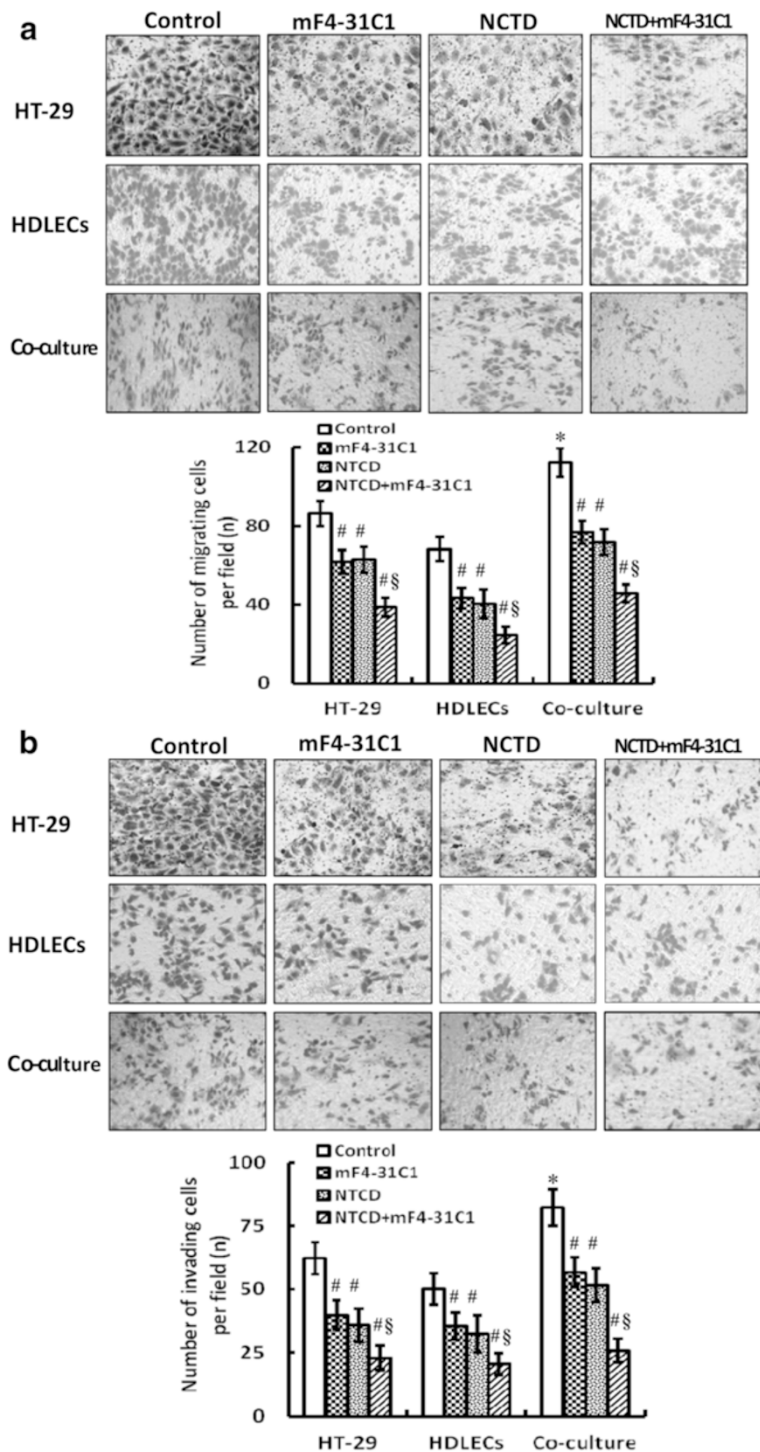 a
Control mF4-31C1 NCTD NCTD+mF4-31C1
HT-29
HDLECs
Co-culture
Control
mF4-31C1
NTCD
NTCD+mF4-31C1
Number of migrating cells
per field (n)
120
80
40
0
*
# #
#§
# #
#§
# #
#§
HT-29 HDLECs Co-culture
b
Control mF4-31C1 NCTD NCTD+mF4-31C1
HT-29
HDLECs
Co-culture
Control
mF4-31C1
NTCD
NTCD+mF4-31C1
Number of invading cells
per field (n)
100
75
50
25
0
*
# #
#§
# #
#§
# #
#§
HT-29 HDLECs Co-culture